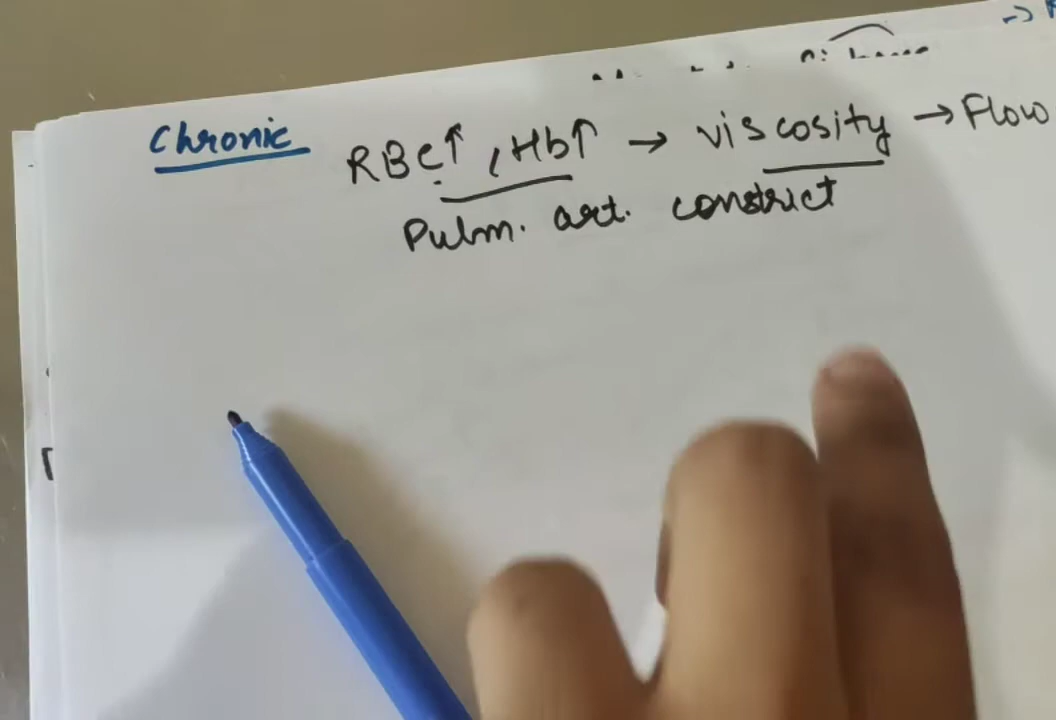 Chronic RBC↑, Hb↑ → viscosity → Flow
Pulm. art. constrict